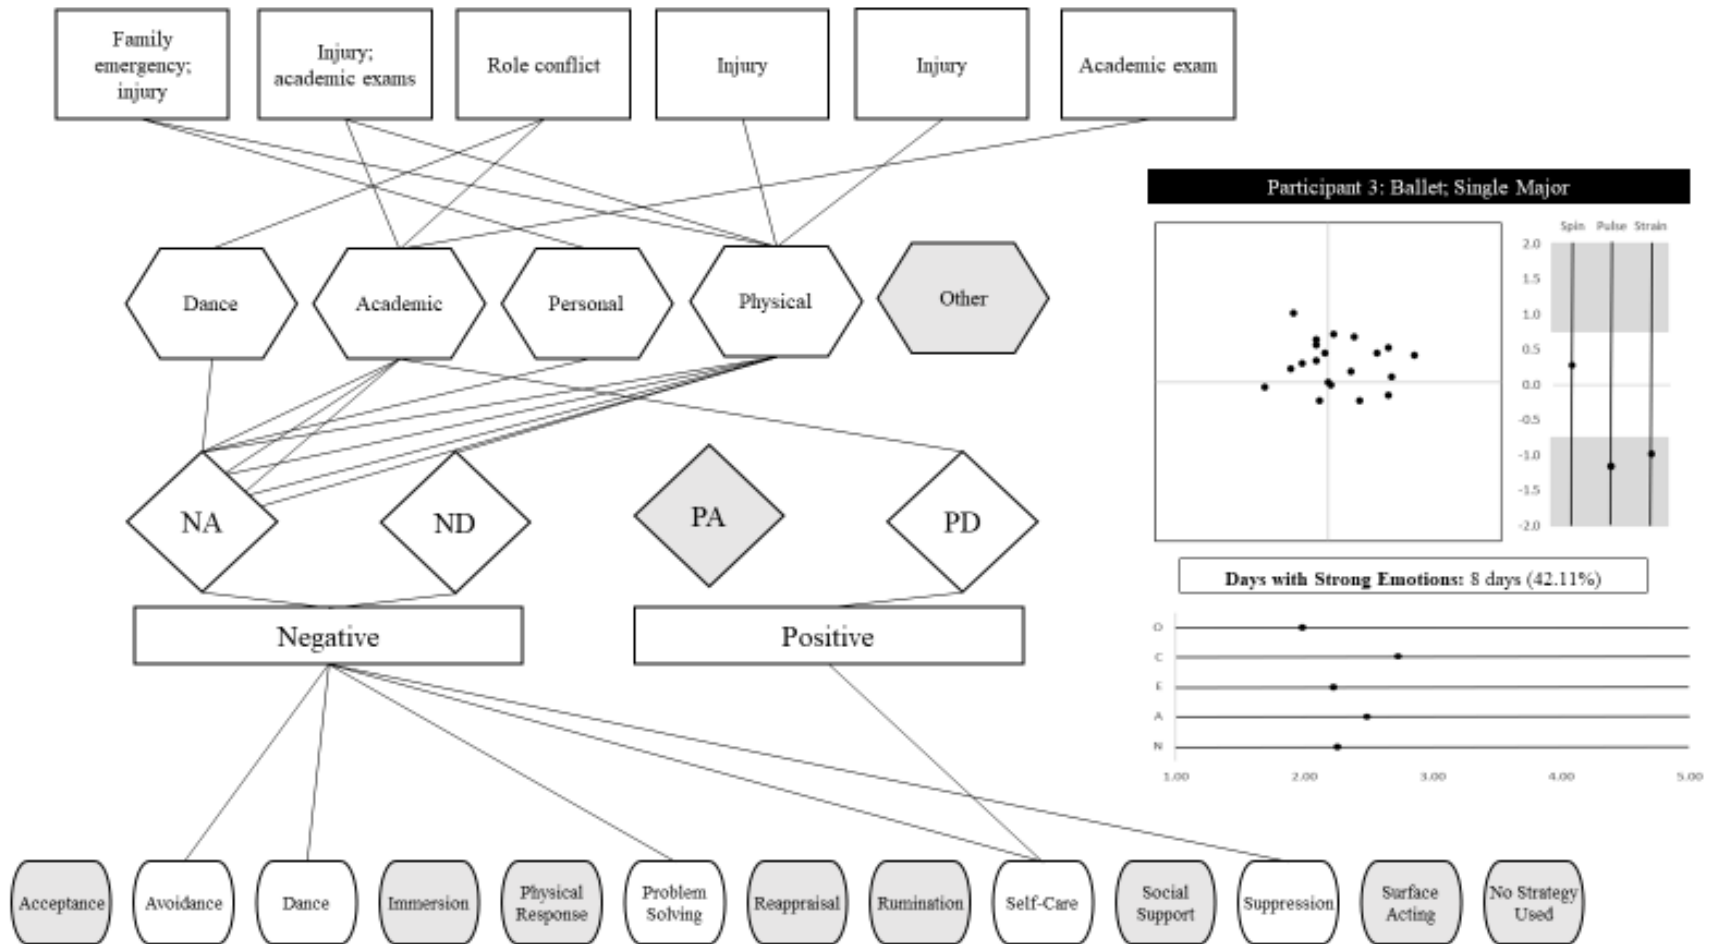 Family
emergency;
injury
Injury;
academic exams
Role conflict
Injury
Injury
Academic exam
Participant 3: Ballet; Single Major
Spin Pulse Strain
2.0
1.5
1.0
0.5
0.0
-0.5
-1.0
-1.5
-2.0
Dance
Academic
Personal
Physical
Other
NA
ND
PA
PD
Days with Strong Emotions: 8 days (42.11%)
Negative
Positive
O
C
E
A
N
1.00 2.00 3.00 4.00 5.00
Acceptance
Avoidance
Dance
Immersion
Physical
Response
Problem
Solving
Reappraisal
Rumination
Self-Care
Social
Support
Suppression
Surface
Acting
No Strategy
Used